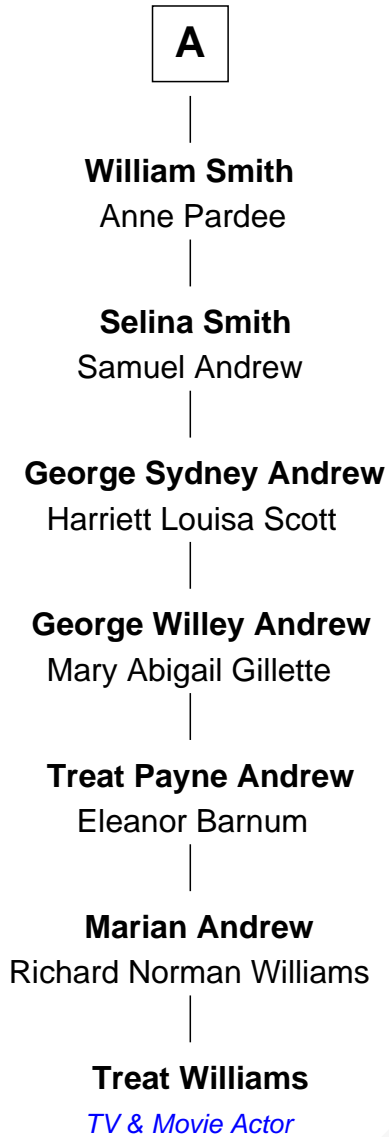 A
William Smith
Anne Pardee
Selina Smith
Samuel Andrew
George Sydney Andrew
Harriett Louisa Scott
George Willey Andrew
Mary Abigail Gillette
Treat Payne Andrew
Eleanor Barnum
Marian Andrew
Richard Norman Williams
Treat Williams
TV & Movie Actor